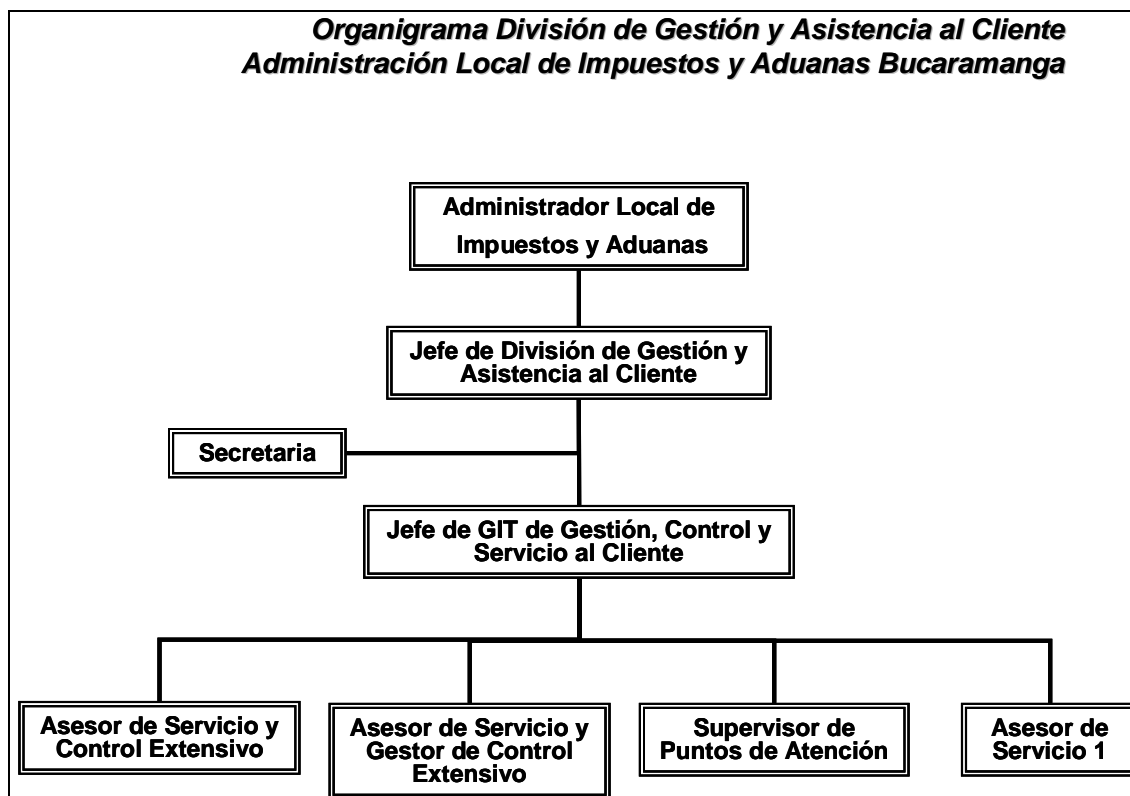 Organigrama División de Gestión y Asistencia al Cliente
Administración Local de Impuestos y Aduanas Bucaramanga
Administrador Local de
Impuestos y Aduanas
Jefe de División de Gestión y
Asistencia al Cliente
Secretaria
Jefe de GIT de Gestión, Control y
Servicio al Cliente
Asesor de Servicio y
Control Extensivo
Asesor de Servicio y
Gestor de Control
Extensivo
Supervisor de
Puntos de Atención
Asesor de
Servicio 1